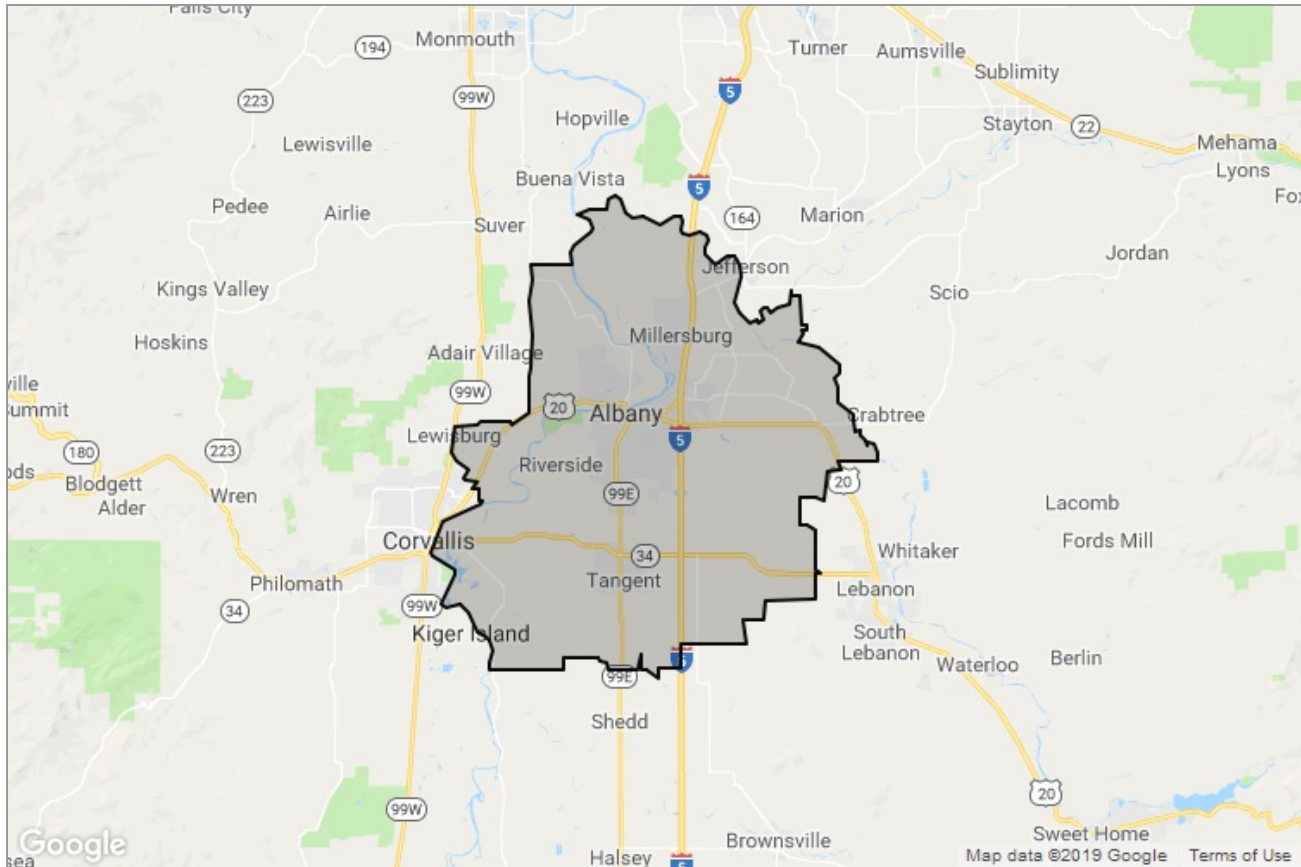 Falls City
Monmouth
194
Turner
Aumsville
Sublimity
5
223
99W
Hopville
Stayton
22
Mehama
Lyons
Lewisville
Buena Vista
5
Fox
Pedee
Airlie
Suver
164
Marion
Jordan
Jefferson
Kings Valley
Scio
Hoskins
Millersburg
Adair Village
ville
Summit
99W
20
Albany
Crabtree
180
223
Lewisburg
5
ods
Blodgett
Riverside
20
Alder
Wren
99E
Lacomb
Corvallis
Fords Mill
34
Whitaker
Philomath
Tangent
Lebanon
34
99W
Kiger Island
South
Lebanon
Waterloo
Berlin
5
99E
Shedd
20
99W
Sweet Home
Google
Brownsville
Halsey
5
sea
Map data ©2019 Google
Terms of Use